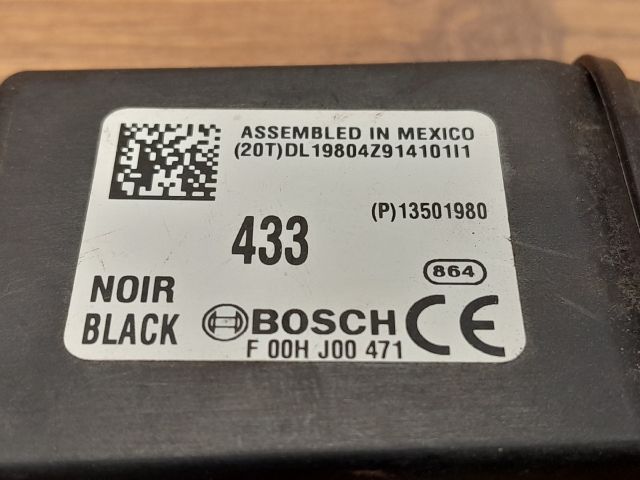 ASSEMBLED IN MEXICO
(20T)DL19804Z914101I1
433
(P)13501980
864
NOIR
BLACK
BOSCH
CE
F 00H J00 471